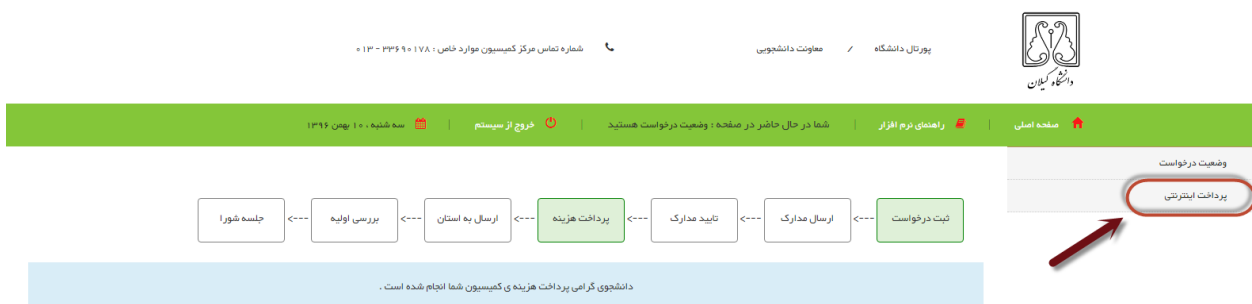 دانشگاه گیلان
پورتال دانشگاه / معاونت دانشجویی شماره تماس مرکز کمیسیون موارد خاص : ۳۳۶۹۰۱۷۸ - ۰۱۳
صفحه اصلی | راهنمای نرم افزار | شما در حال حاضر در صفحه : وضعیت درخواست هستید | خروج از سیستم | سه شنبه ، ۱۰ بهمن ۱۳۹۶
وضعیت درخواست
پرداخت اینترنتی
ثبت درخواست ---> ارسال مدارک ---> تایید مدارک ---> پرداخت هزینه ---> ارسال به استان ---> بررسی اولیه ---> جلسه شورا
دانشجوی گرامی پرداخت هزینه ی کمیسیون شما انجام شده است .